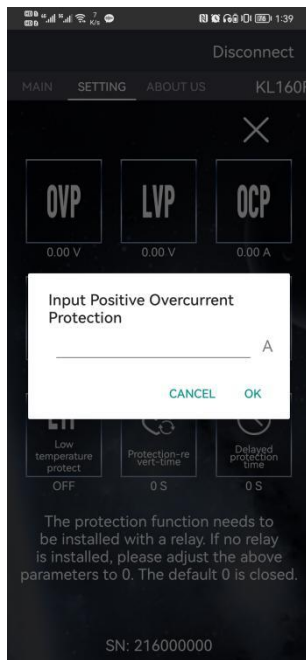 7
K/s
1:39
Disconnect
MAIN SETTING ABOUT US KL160F
OVP LVP OCP
0.00 V 0.00 V 0.00 A
Input Positive Overcurrent
Protection
A
CANCEL OK
Low
temperature
protect
Protection-re
vert-time
Delayed
protection
time
OFF 0 S 0 S
The protection function needs to
be installed with a relay. If no relay
is installed, please adjust the above
parameters to 0. The default 0 is closed.
SN: 216000000